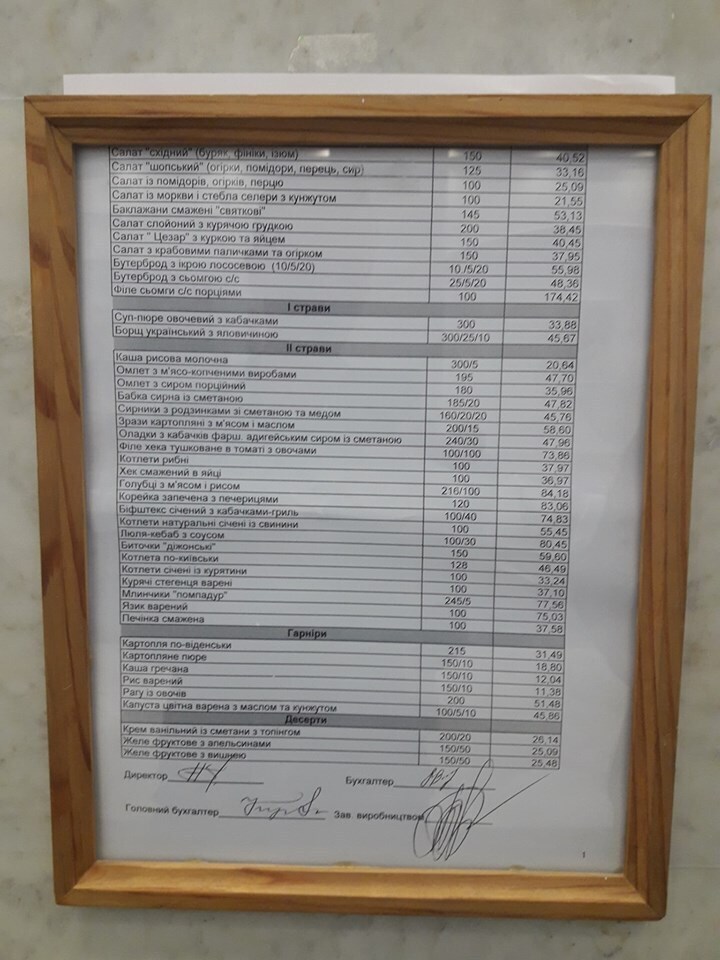 Салат "східний" (буряк, фініки, ізюм) 150 40,52
Салат "шопський" (огірки, помідори, перець, сир) 125 33,16
Салат із помідорів, огірків, перцю 100 25,09
Салат із моркви і стебла селери з кунжутом 100 21,55
Баклажани смажені "святкові" 145 53,13
Салат слойоний з курячою грудкою 200 38,45
Салат " Цезар" з куркою та яйцем 150 40,45
Салат з крабовими паличками та огірком 150 37,95
Бутерброд з ікрою лососевою (10/5/20) 10./5/20 55,98
Бутерброд з сьомгою с/с 25/5/20 48,36
Філе сьомги с/с порціями 100 174,42
І страви
Суп-пюре овочевий з кабачками 300 33,88
Борщ український з яловичиною 300/25/10 45,67
ІІ страви
Каша рисова молочна 300/5 20,64
Омлет з м'ясо-копченими виробами 195 47,70
Омлет з сиром порційний 180 35,96
Бабка сирна із сметаною 185/20 47,82
Сирники з родзинками зі сметаною та медом 160/20/20 45,76
Зрази картопляні з м'ясом і маслом 200/15 58,60
Оладки з кабачків фарш. адигейським сиром із сметаною 240/30 47,96
Філе хека тушковане в томаті з овочами 100/100 73,86
Котлети рибні 100 37,97
Хек смажений в яйці 100 36,97
Голубці з м'ясом і рисом 216/100 84,18
Корейка запечена з печерицями 120 83,06
Біфштекс січений з кабачками-гриль 100/40 74,83
Котлети натуральні січені із свинини 100 55,45
Люля-кебаб з соусом 100/30 80,45
Биточки "діжонські" 150 59,60
Котлета по-київськи 128 46,49
Котлети січені із курятини 100 33,24
Курячі стегенця варені 100 37,10
Млинчики "помпадур" 245/5 77,56
Язик варений 100 75,03
Печінка смажена 100 37,58
Гарніри
Картопля по-віденськи 215 31,49
Картопляне пюре 150/10 18,80
Каша гречана 150/10 12,04
Рис варений 150/10 11,38
Рагу із овочів 200 51,48
Капуста цвітна варена з маслом та кунжутом 100/5/10 45,86
Десерти
Крем ванільний із сметани з топінгом 200/20 26,14
Желе фруктове з апельсинами 150/50 25,09
Желе фруктове з вишнею 150/50 25,48
Директор Бухгалтер
Головний бухгалтер Зав. виробництвом
1